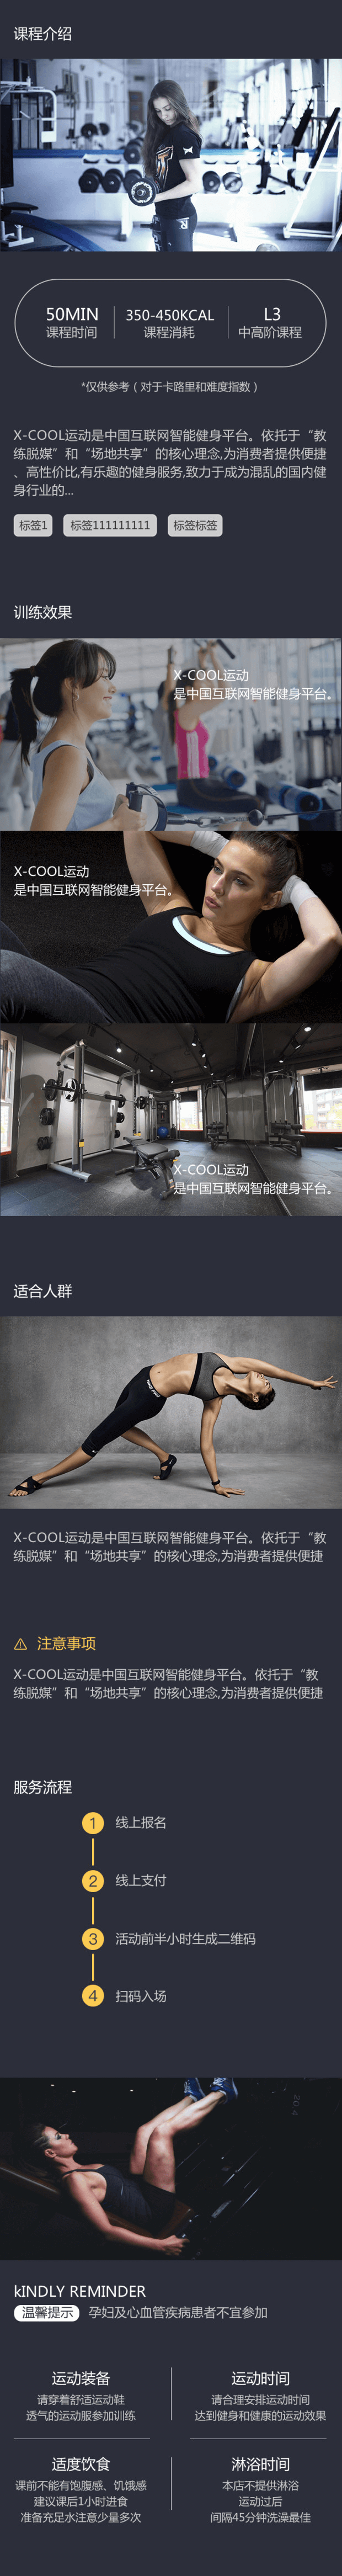 课程介绍
50MIN
课程时间
350-450KCAL
课程消耗
L3
中高阶课程
*仅供参考（对于卡路里和难度指数）
X-COOL运动是中国互联网智能健身平台。依托于“教
练脱媒”和“场地共享”的核心理念,为消费者提供便捷
、高性价比,有乐趣的健身服务,致力于成为混乱的国内健
身行业的...
标签1
标签111111111
标签标签
训练效果
X-COOL运动
是中国互联网智能健身平台。
X-COOL运动
是中国互联网智能健身平台。
X-COOL运动
是中国互联网智能健身平台。
适合人群
X-COOL运动是中国互联网智能健身平台。依托于“教
练脱媒”和“场地共享”的核心理念,为消费者提供便捷
注意事项
X-COOL运动是中国互联网智能健身平台。依托于“教
练脱媒”和“场地共享”的核心理念,为消费者提供便捷
服务流程
1 线上报名
2 线上支付
3 活动前半小时生成二维码
4 扫码入场
kINDLY REMINDER
温馨提示 孕妇及心血管疾病患者不宜参加
运动装备
请穿着舒适运动鞋
透气的运动服参加训练
运动时间
请合理安排运动时间
达到健身和健康的运动效果
适度饮食
课前不能有饱腹感、饥饿感
建议课后1小时进食
准备充足水注意少量多次
淋浴时间
本店不提供淋浴
运动过后
间隔45分钟洗澡最佳